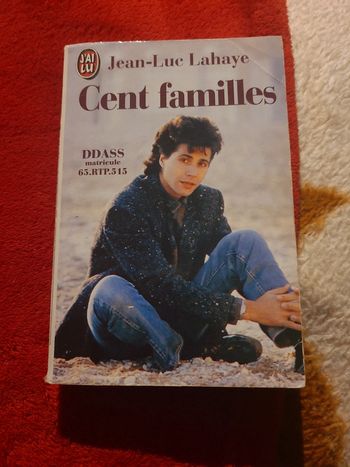 J'AI
LU
Jean-Luc Lahaye
Cent familles
DDASS
matricule
65.RTP.515